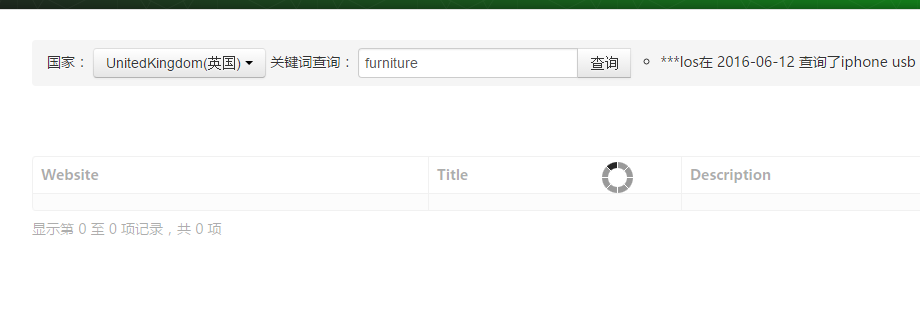 国家： UnitedKingdom(英国) 关键词查询： furniture 查询 ***los在 2016-06-12 查询了iphone usb
Website Title Description
显示第 0 至 0 项记录，共 0 项